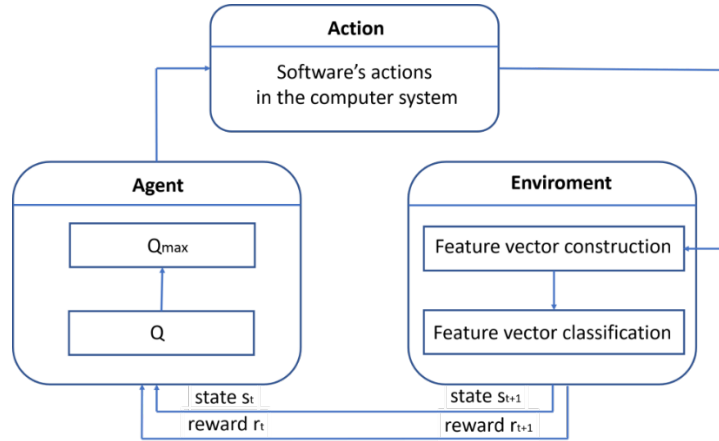 Action
Software's actions
in the computer system
Agent
Qmax
Q
Enviroment
Feature vector construction
Feature vector classification
state st
reward rt
state st+1
reward rt+1